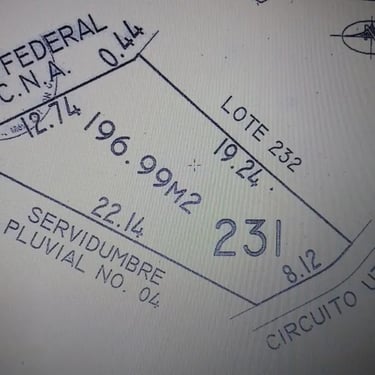 FEDERAL
C.N.A.
0.44
12.74
LOTE 232
19.24
196.99M2
22.14
231
8.12
SERVIDUMBRE
PLUVIAL NO. 04
CIRCUITO